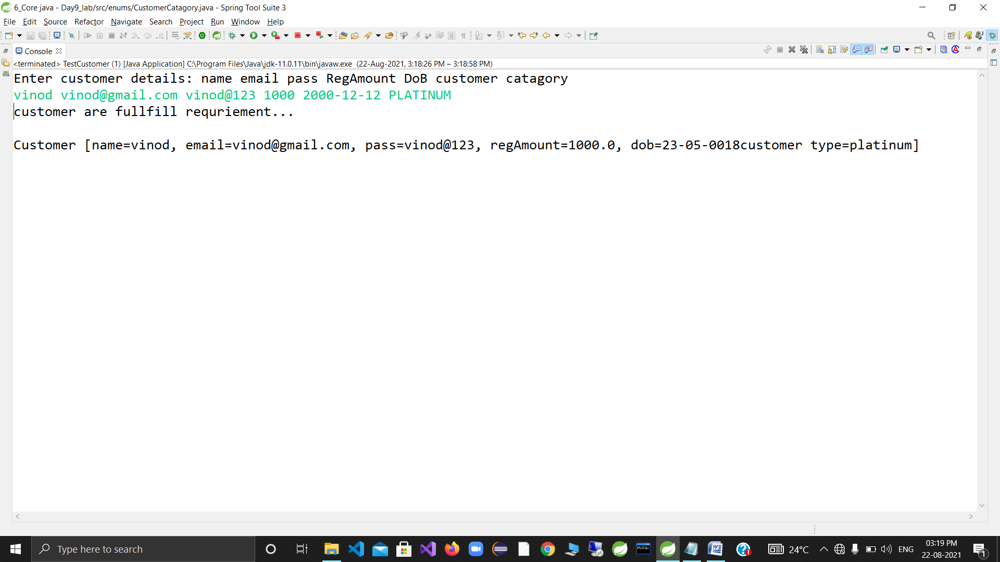 6_Core java - Day9_lab/src/enums/CustomerCatagory.java - Spring Tool Suite 3
File Edit Source Refactor Navigate Search Project Run Window Help
Console
<terminated> TestCustomer (1) [Java Application] C:\Program Files\Java\jdk-11.0.11\bin\javaw.exe (22-Aug-2021, 3:18:26 PM – 3:18:58 PM)
Enter customer details: name email pass RegAmount DoB customer catagory
vinod vinod@gmail.com vinod@123 1000 2000-12-12 PLATINUM
customer are fullfill requriement...
Customer [name=vinod, email=vinod@gmail.com, pass=vinod@123, regAmount=1000.0, dob=23-05-0018customer type=platinum]
Type here to search
24°C
ENG
03:19 PM
22-08-2021
1